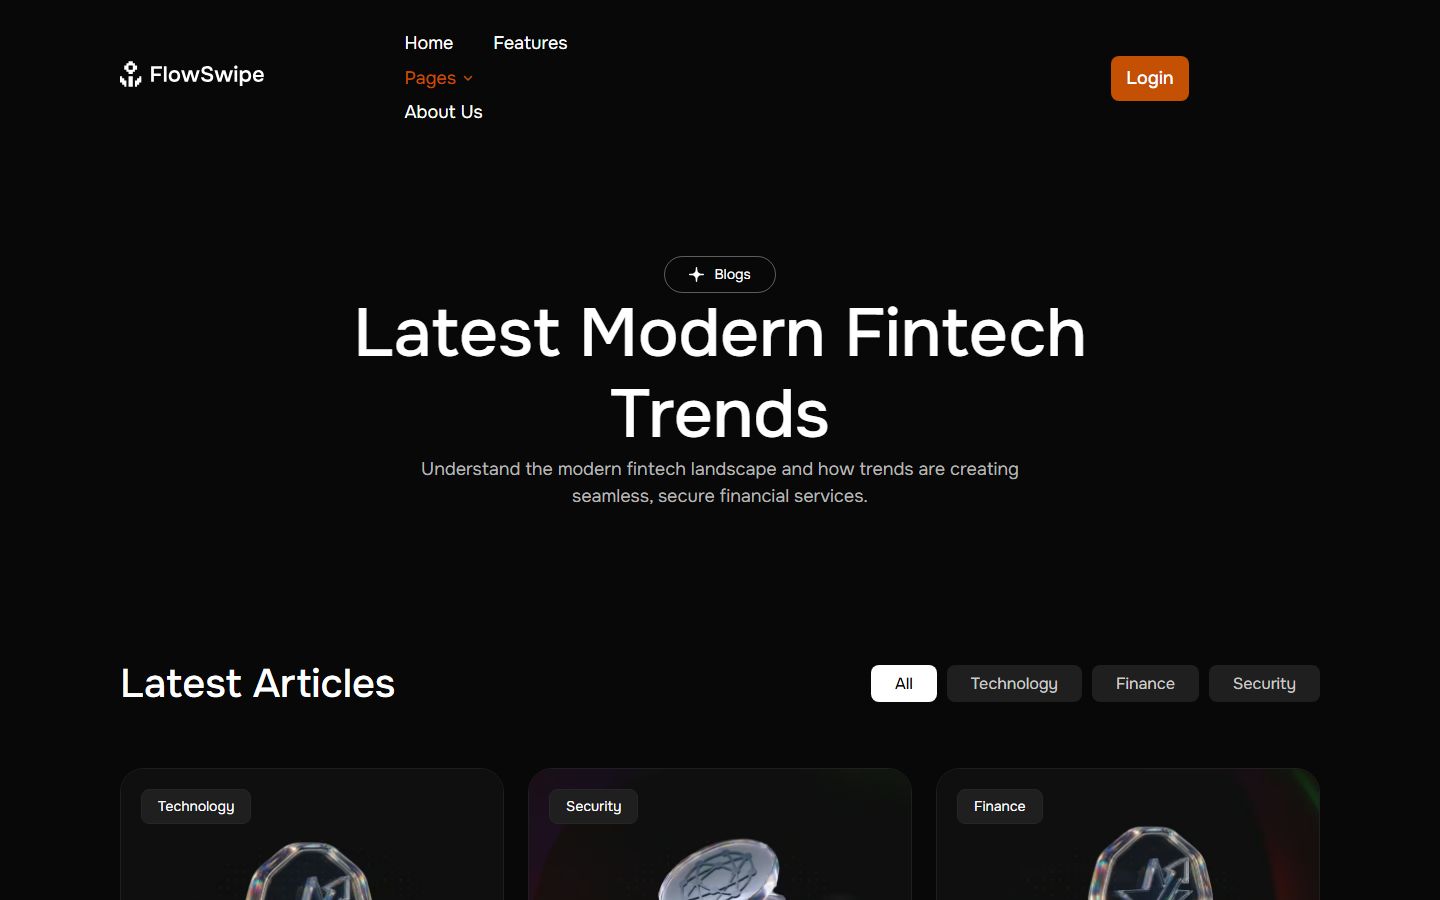 FlowSwipe
Home
Features
Pages
About Us
Login
Blogs
Latest Modern Fintech
Trends
Understand the modern fintech landscape and how trends are creating
seamless, secure financial services.
Latest Articles
All
Technology
Finance
Security
Technology
Security
Finance